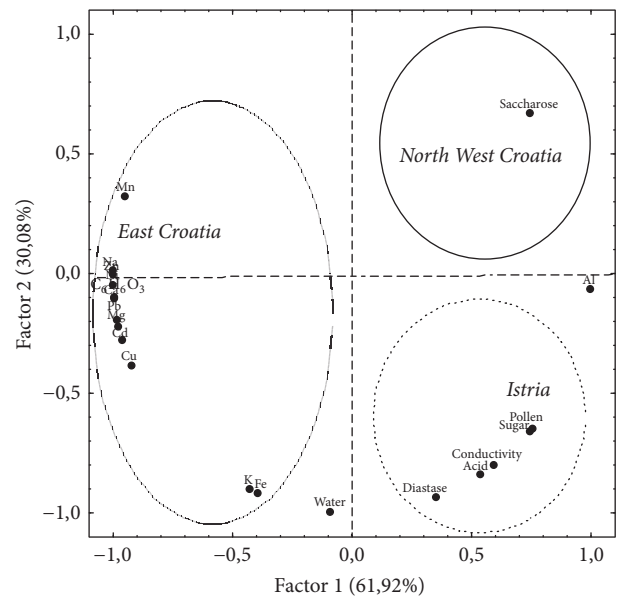 1,0
Saccharose
0,5
North West Croatia
Mn
East Croatia
Na
0,0
Al
Pb
Mg
Cd
Cu
−0,5
Istria
Pollen
Sugar
Conductivity
Acid
K Fe
Diastase
Water
−1,0
−1,0 −0,5 0,0 0,5 1,0
Factor 1 (61,92%)
Factor 2 (30,08%)